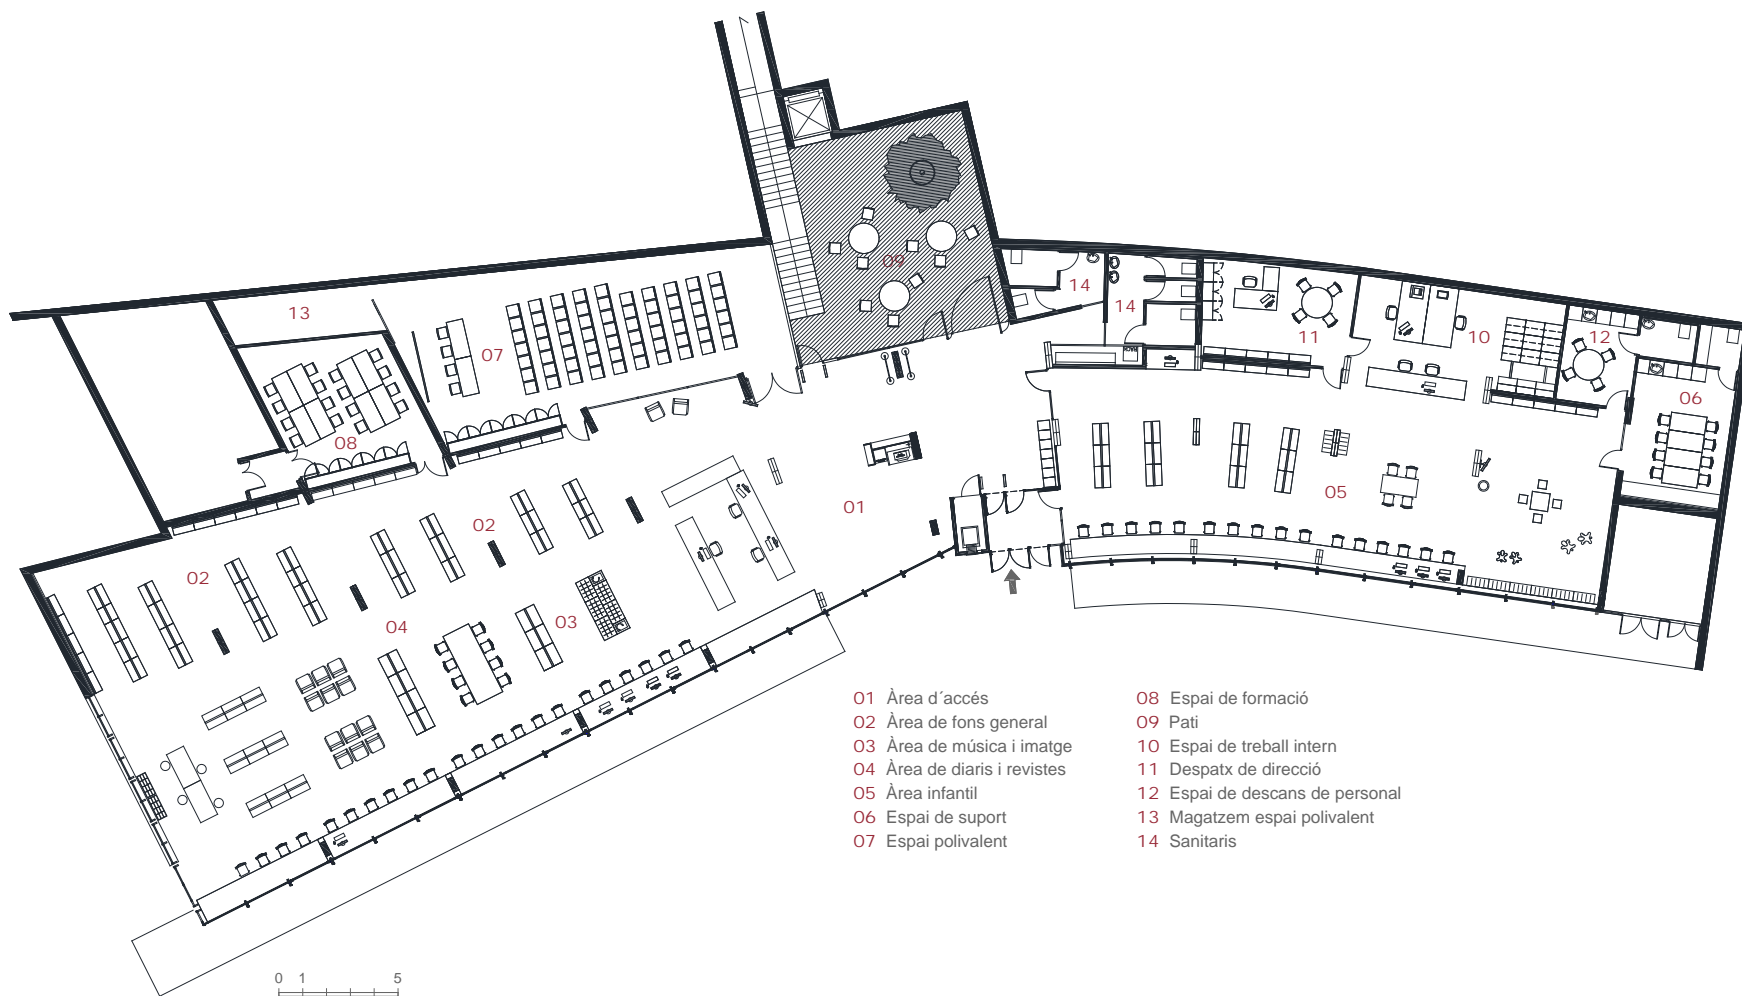 09
14
14
13
07
11
10
12
06
08
02
01
05
02
04
03
01 Àrea d´accés
02 Àrea de fons general
03 Àrea de música i imatge
04 Àrea de diaris i revistes
05 Àrea infantil
06 Espai de suport
07 Espai polivalent
08 Espai de formació
09 Pati
10 Espai de treball intern
11 Despatx de direcció
12 Espai de descans de personal
13 Magatzem espai polivalent
14 Sanitaris
0 1 5